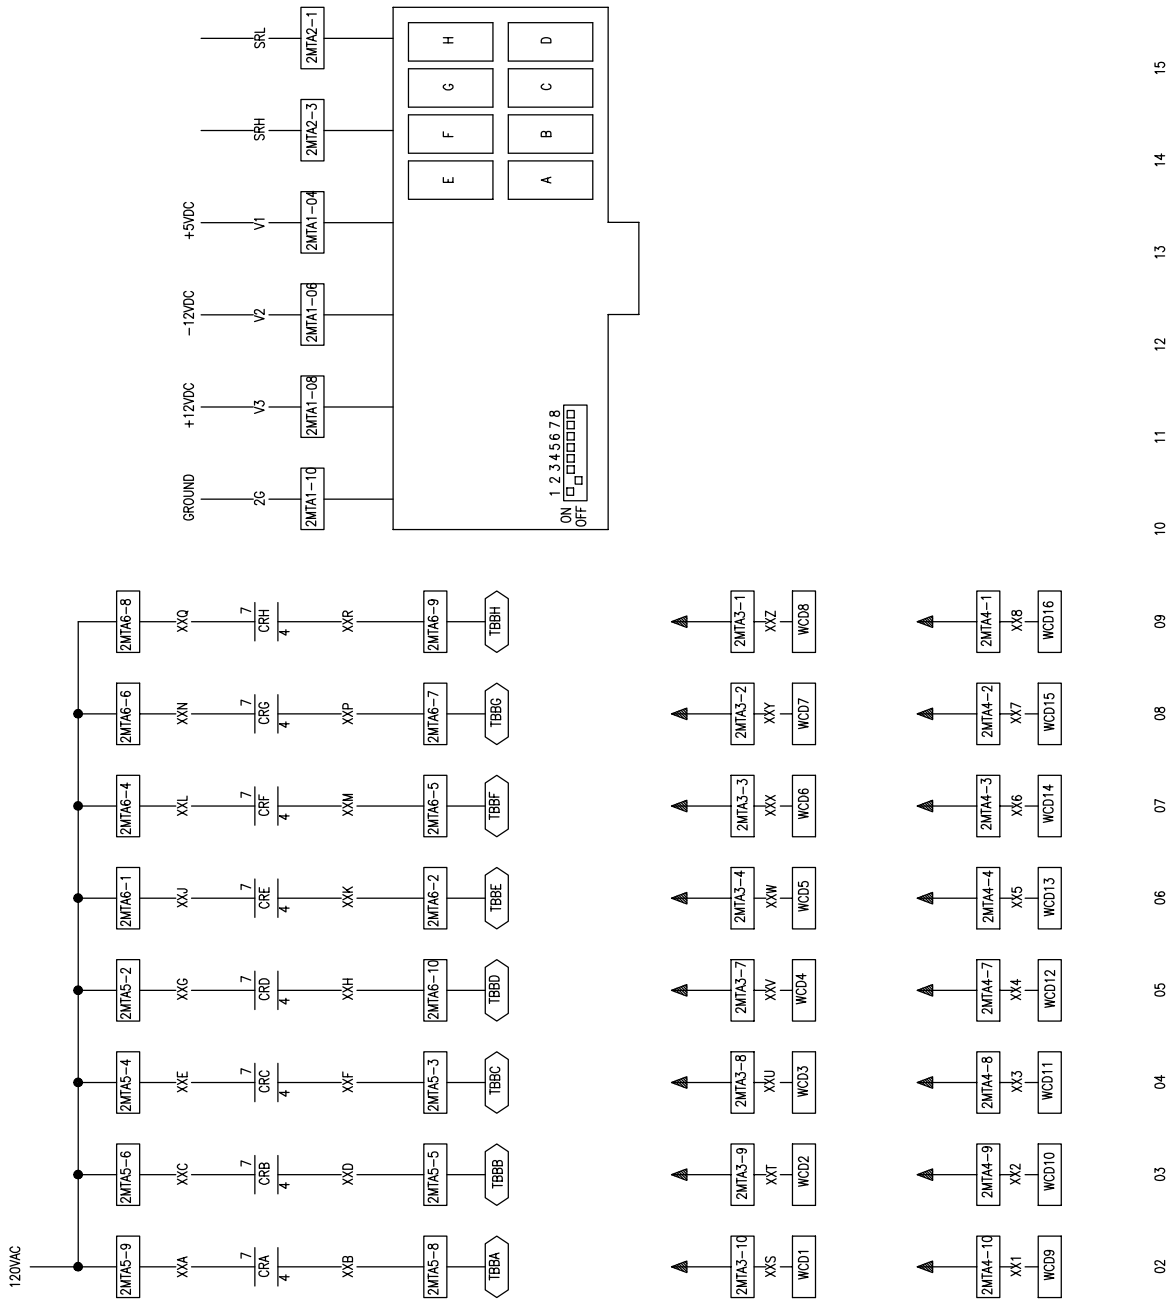 120VAC
2MTA5-9
XXA
7
CRA
4
XXB
2MTA5-8
TBBA
2MTA3-10
XXS
WCD1
2MTA4-10
XX1
WCD9
02
2MTA5-6
XXC
7
CRB
4
XXD
2MTA5-5
TBBB
2MTA3-9
XXT
WCD2
2MTA4-9
XX2
WCD10
03
2MTA5-4
XXE
7
CRC
4
XXF
2MTA5-3
TBBC
2MTA3-8
XXU
WCD3
2MTA4-8
XX3
WCD11
04
2MTA5-2
XXG
7
CRD
4
XXH
2MTA6-10
TBBD
2MTA3-7
XXV
WCD4
2MTA4-7
XX4
WCD12
05
2MTA6-1
XXJ
7
CRE
4
XXK
2MTA6-2
TBBE
2MTA3-4
XXW
WCD5
2MTA4-4
XX5
WCD13
06
2MTA6-4
XXL
7
CRF
4
XXM
2MTA6-5
TBBF
2MTA3-3
XXX
WCD6
2MTA4-3
XX6
WCD14
07
2MTA6-6
XXN
7
CRG
4
XXP
2MTA6-7
TBBG
2MTA3-2
XXY
WCD7
2MTA4-2
XX7
WCD15
08
2MTA6-8
XXQ
7
CRH
4
XXR
2MTA6-9
TBBH
2MTA3-1
XXZ
WCD8
2MTA4-1
XX8
WCD16
09
GROUND
2G
2MTA1-10
10
+12VDC
V3
2MTA1-08
11
-12VDC
V2
2MTA1-06
12
+5VDC
V1
2MTA1-04
13
SRH
2MTA2-3
14
SRL
2MTA2-1
15
1 2 3 4 5 6 7 8
ON
OFF
E F G H
A B C D